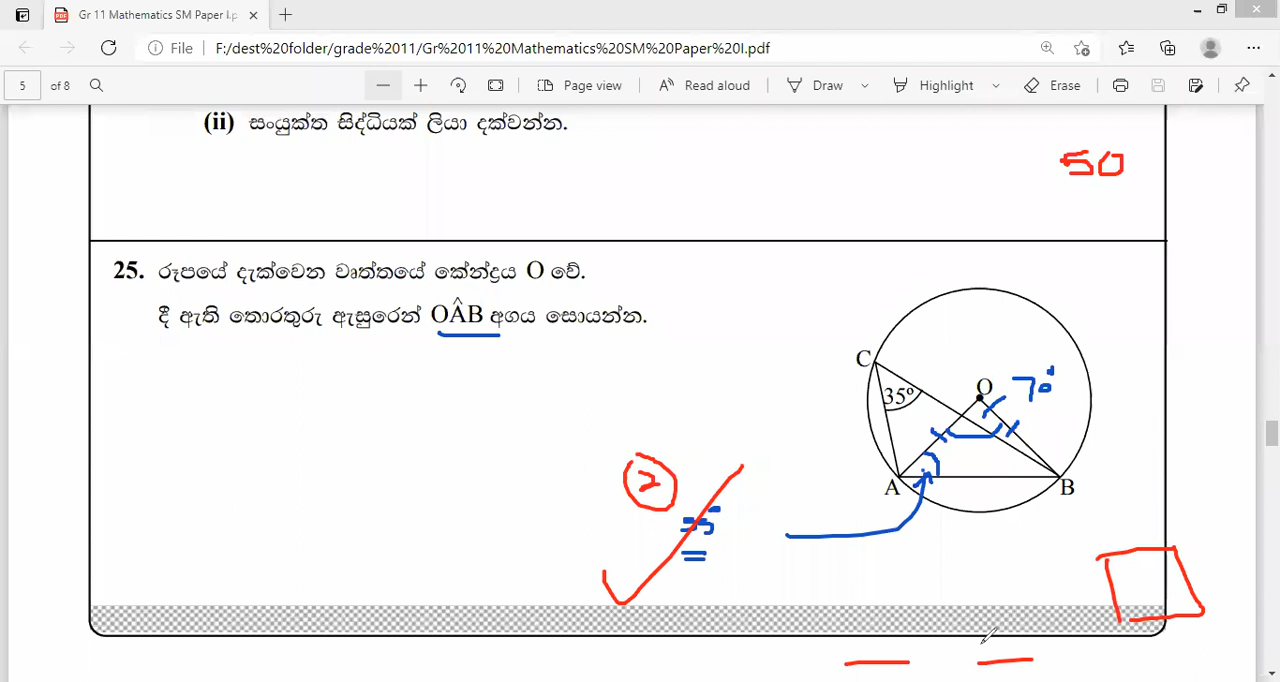 Gr 11 Mathematics SM Paper I.p
File F:/dest%20folder/grade%2011/Gr%2011%20Mathematics%20SM%20Paper%20I.pdf
5 of 8 Page view Read aloud Draw Highlight Erase
(ii) සංයුක්ත සිද්ධියක් ලියා දක්වන්න.
50
25. රූපයේ දැක්වෙන වෘත්තයේ කේන්ද්‍රය O වේ.
දී ඇති තොරතුරු ඇසුරෙන් OÂB අගය සොයන්න.
C
35°
O
70°
A
B
2